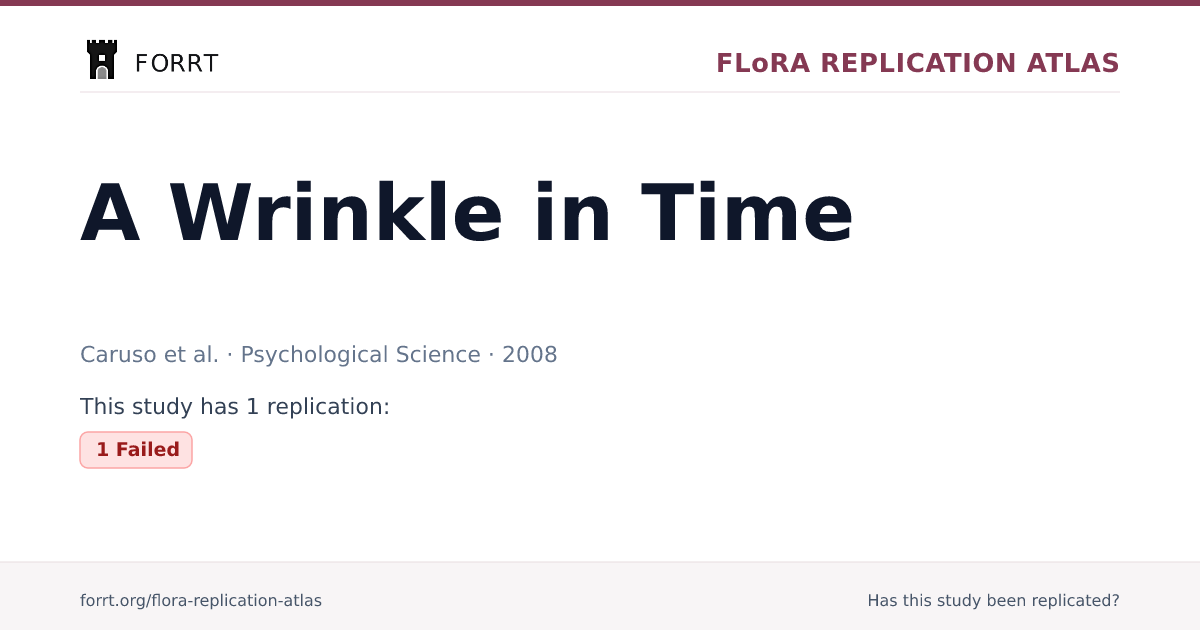 FORRT
FLoRA REPLICATION ATLAS
A Wrinkle in Time
Caruso et al. · Psychological Science · 2008
This study has 1 replication:
1 Failed
forrt.org/flora-replication-atlas
Has this study been replicated?